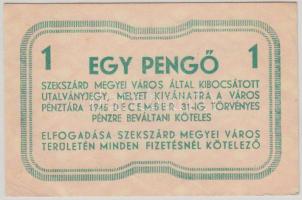 1 EGY PENGŐ 1
SZEKSZÁRD MEGYEI VÁROS ÁLTAL KIBOCSÁTOTT
UTALVÁNYJEGY, MELYET KIVÁNATRA A VÁROS
PÉNZTÁRA 1945 DECEMBER 31-IG TÖRVÉNYES
PÉNZRE BEVÁLTANI KÖTELES
ELFOGADÁSA SZEKSZÁRD MEGYEI VÁROS
TERÜLETÉN MINDEN FIZETÉSNÉL KÖTELEZŐ